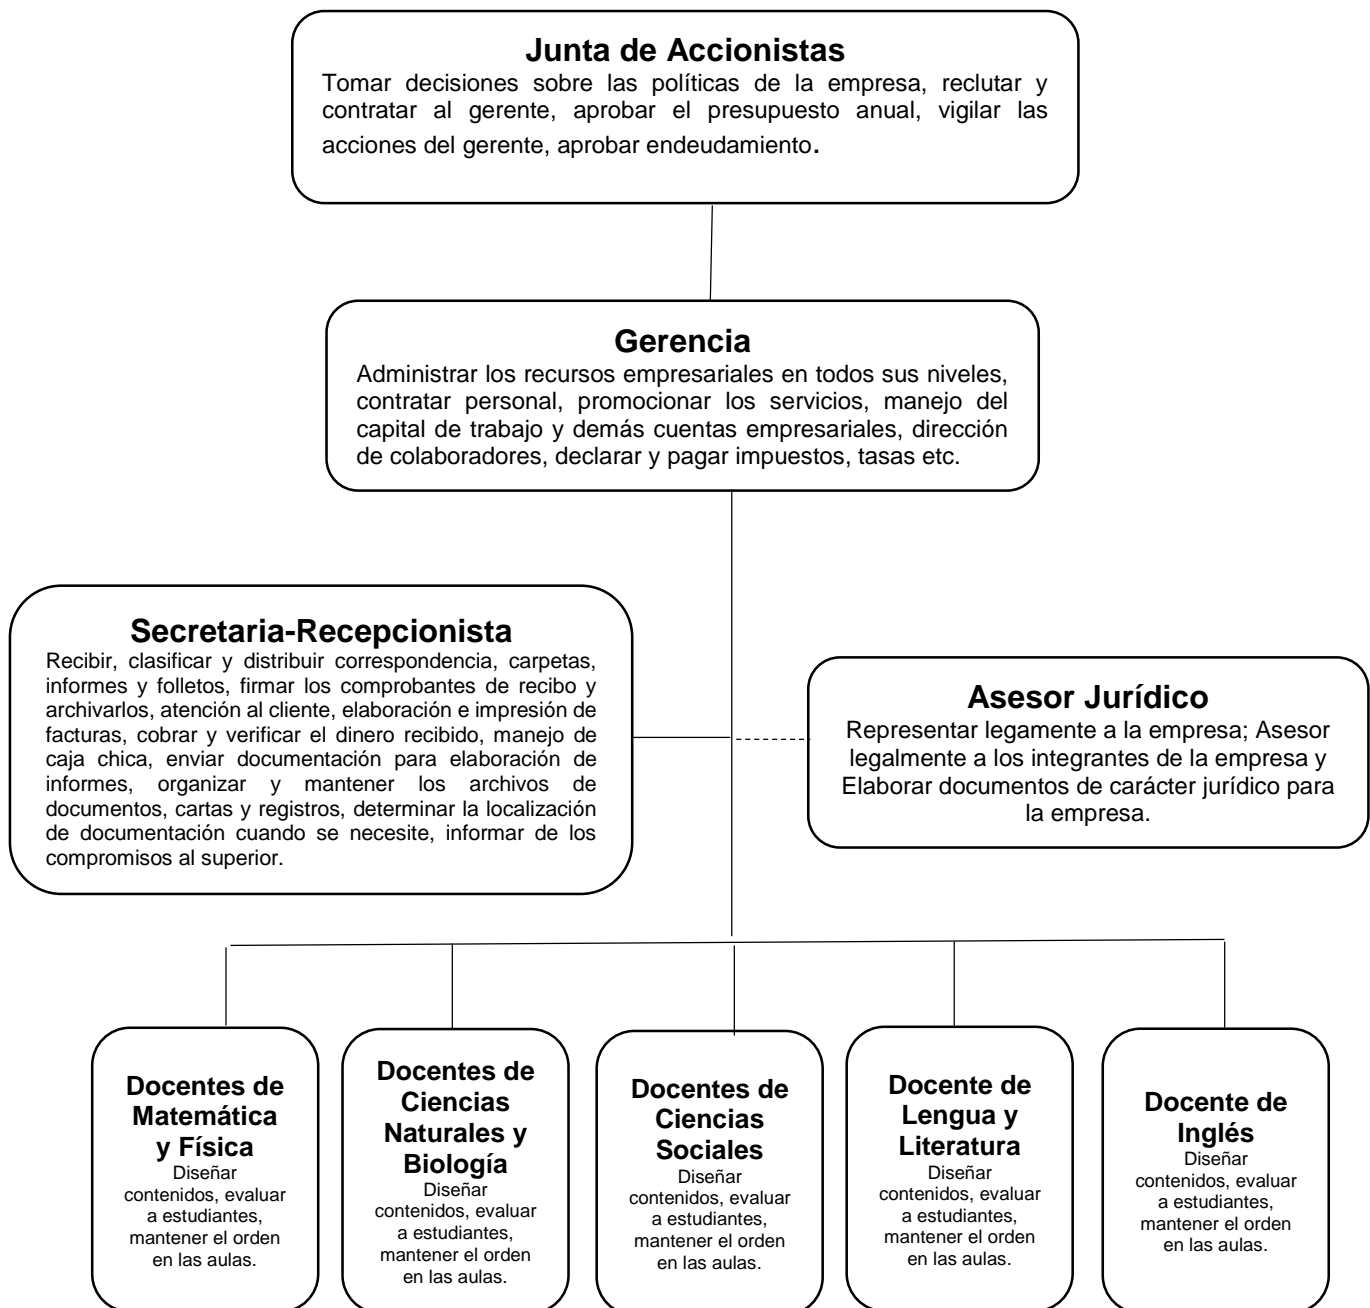 Junta de Accionistas
Tomar decisiones sobre las políticas de la empresa, reclutar y
contratar al gerente, aprobar el presupuesto anual, vigilar las
acciones del gerente, aprobar endeudamiento.
Gerencia
Administrar los recursos empresariales en todos sus niveles,
contratar personal, promocionar los servicios, manejo del
capital de trabajo y demás cuentas empresariales, dirección
de colaboradores, declarar y pagar impuestos, tasas etc.
Secretaria-Recepcionista
Recibir, clasificar y distribuir correspondencia, carpetas,
informes y folletos, firmar los comprobantes de recibo y
archivarlos, atención al cliente, elaboración e impresión de
facturas, cobrar y verificar el dinero recibido, manejo de
caja chica, enviar documentación para elaboración de
informes, organizar y mantener los archivos de
documentos, cartas y registros, determinar la localización
de documentación cuando se necesite, informar de los
compromisos al superior.
Asesor Jurídico
Representar legamente a la empresa; Asesor
legalmente a los integrantes de la empresa y
Elaborar documentos de carácter jurídico para
la empresa.
Docentes de
Matemática
y Física
Diseñar
contenidos, evaluar
a estudiantes,
mantener el orden
en las aulas.
Docentes de
Ciencias
Naturales y
Biología
Diseñar
contenidos, evaluar
a estudiantes,
mantener el orden
en las aulas.
Docentes de
Ciencias
Sociales
Diseñar
contenidos, evaluar
a estudiantes,
mantener el orden
en las aulas.
Docente de
Lengua y
Literatura
Diseñar
contenidos, evaluar
a estudiantes,
mantener el orden
en las aulas.
Docente de
Inglés
Diseñar
contenidos, evaluar
a estudiantes,
mantener el orden
en las aulas.